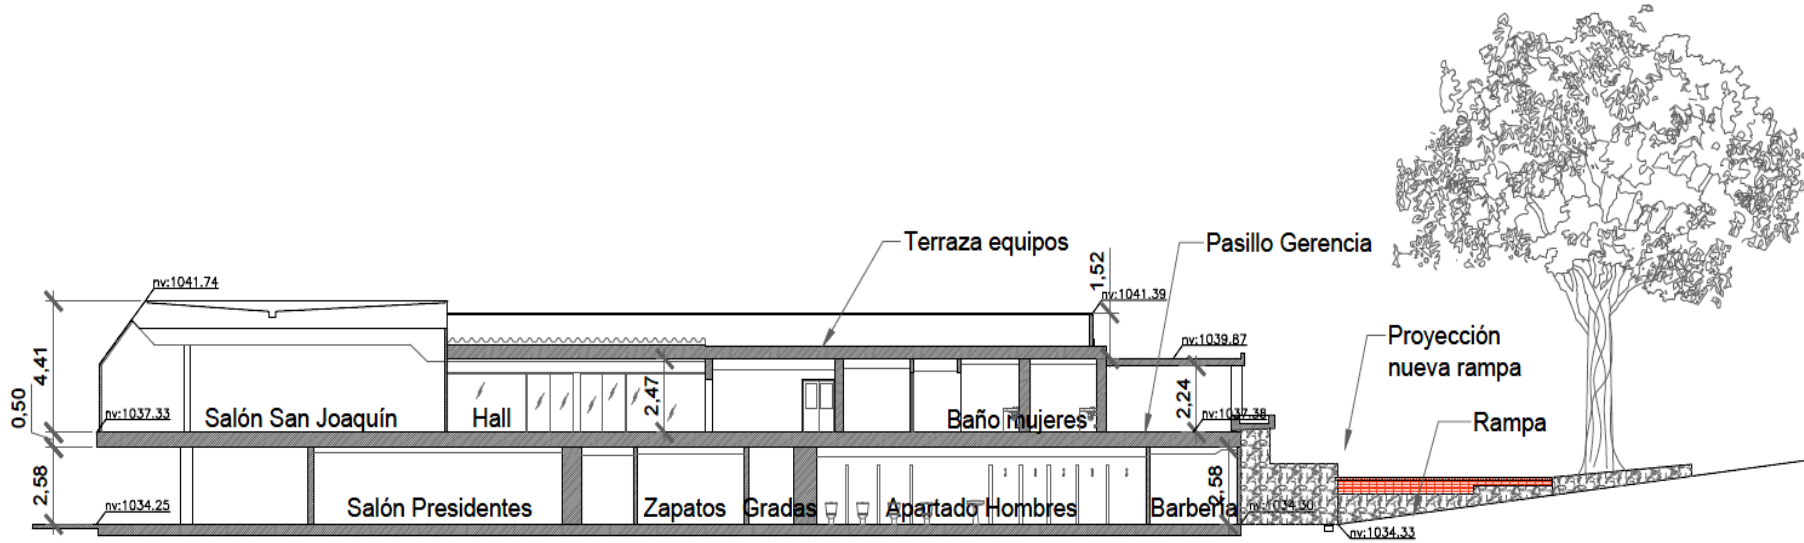 Terraza equipos
Pasillo Gerencia
1,52
nv:1041.74
nv:1041.39
nv:1039.87
Proyección
nueva rampa
4,41
0,50
2,47
2,24
nv:1037.33
Salón San Joaquín
Hall
Baño mujeres
nv:1037.38
Rampa
2,58
2,58
nv:1034.25
Salón Presidentes
Zapatos
Gradas
Apartado Hombres
Barbería
nv:1034.30
nv:1034.33